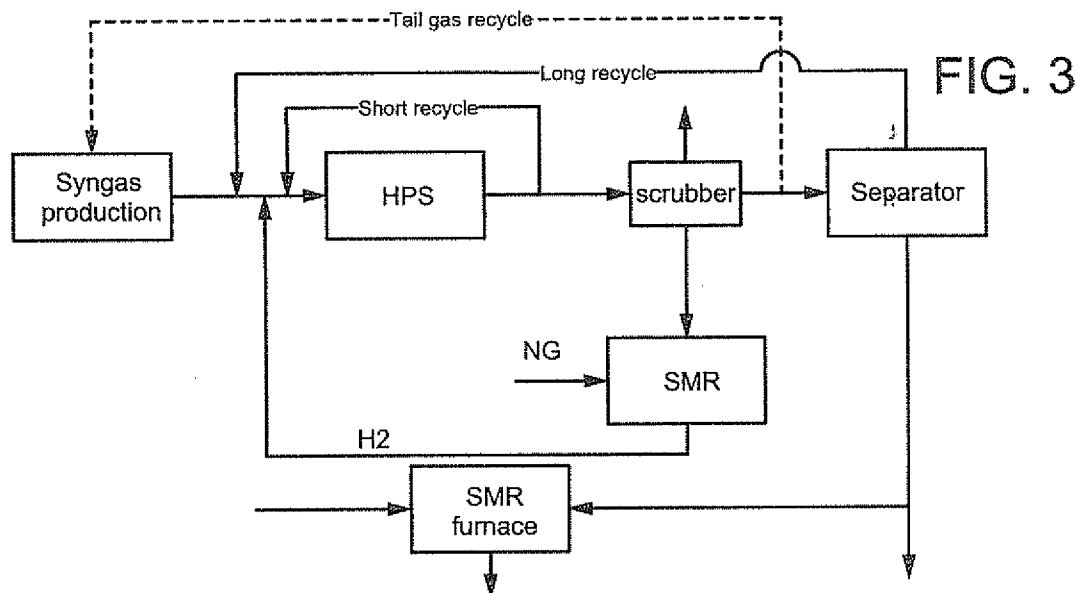 Tail gas recycle
Long recycle
FIG. 3
Short recycle
Syngas
production
HPS
scrubber
Separator
NG
SMR
H2
SMR
furnace